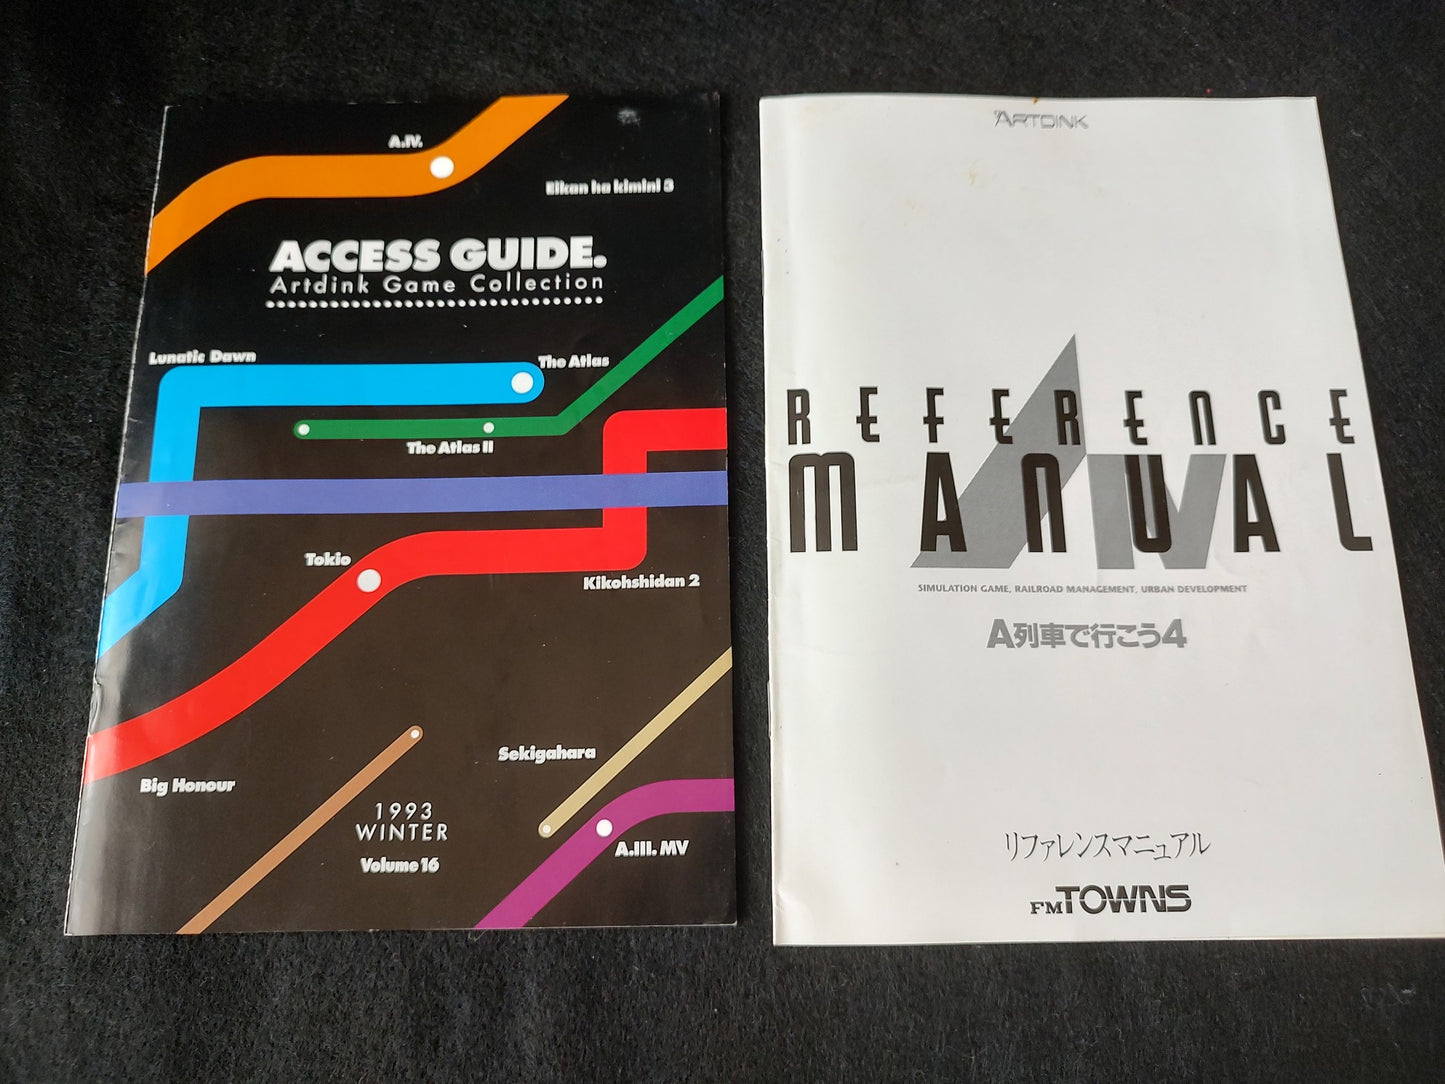 A.IV.
Eikan ha kimini 3
ACCESS GUIDE.
Artdink Game Collection
Lunatic Dawn
The Atlas
The Atlas II
Tokio
Kikohshidan 2
Sekigahara
Big Honour
1993
WINTER
Volume 16
A.III. MV
ARTDINK
REFERENCE
MANUAL
AIV
SIMULATION GAME, RAILROAD MANAGEMENT, URBAN DEVELOPMENT
A列車で行こう4
リファレンスマニュアル
FM TOWNS